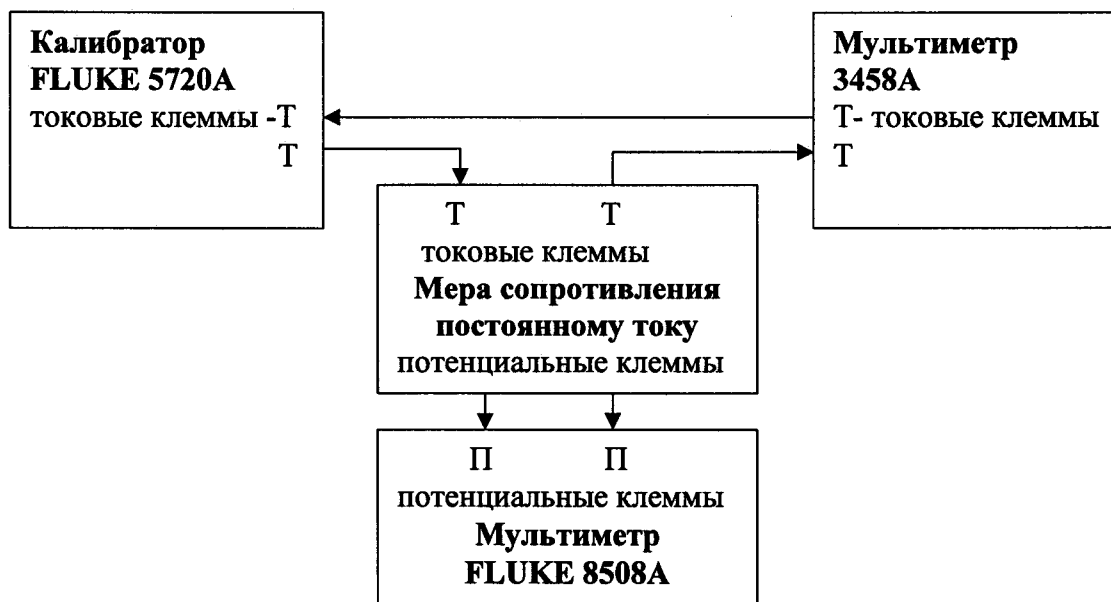 Калибратор
FLUKE 5720A
токовые клеммы -Т
Т
Мультиметр
3458A
Т- токовые клеммы
Т
Т Т
токовые клеммы
Мера сопротивления
постоянному току
потенциальные клеммы
П П
потенциальные клеммы
Мультиметр
FLUKE 8508A